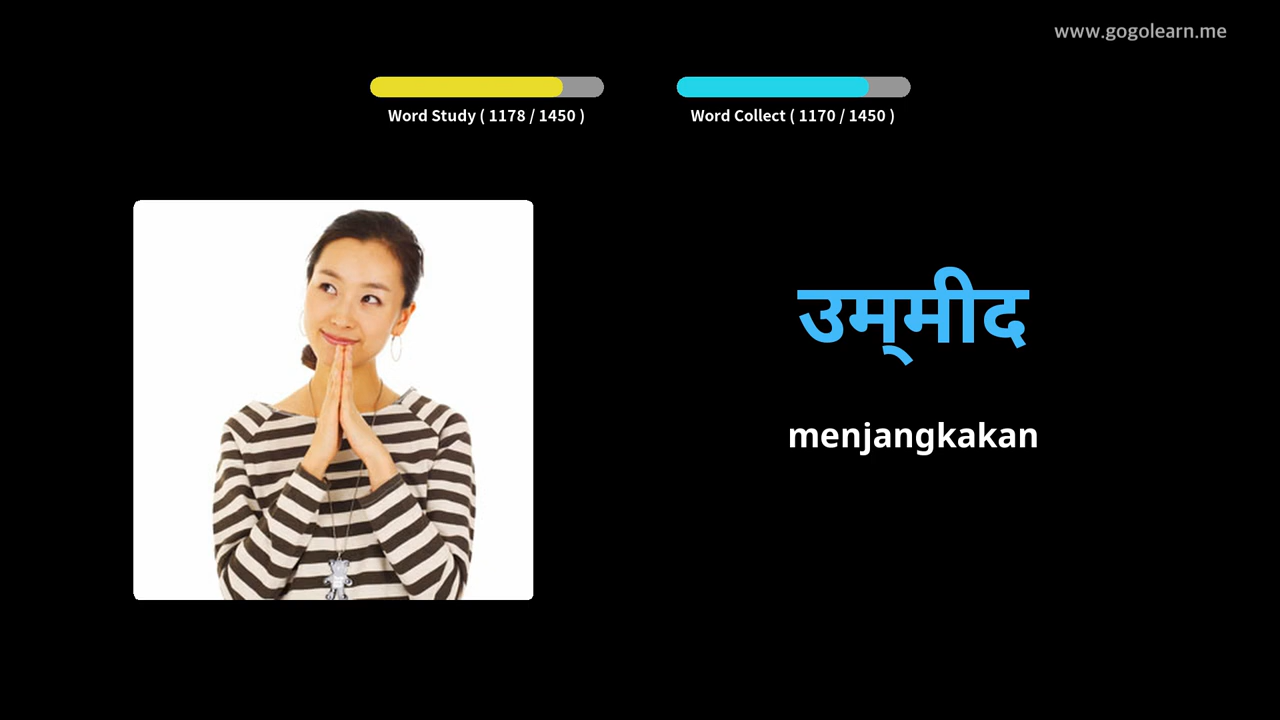 www.gogolearn.me
Word Study ( 1178 / 1450 )
Word Collect ( 1170 / 1450 )
उम्‌मीद
menjangkakan